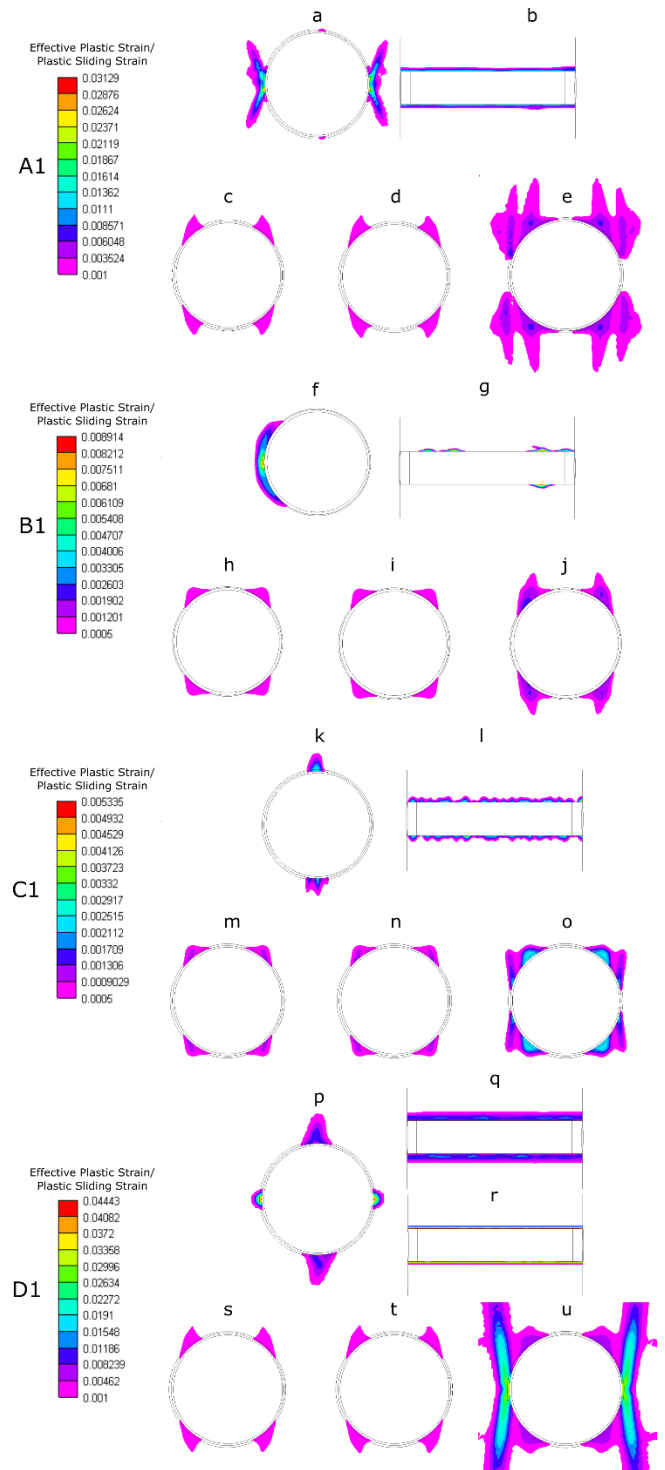 a
b
Effective Plastic Strain/
Plastic Sliding Strain
0.03129
0.02876
0.02624
0.02371
0.02119
0.01867
0.01614
0.01362
0.0111
0.008571
0.006048
0.003524
0.001
A1
c
d
e
f
g
Effective Plastic Strain/
Plastic Sliding Strain
0.008914
0.008212
0.007511
0.00681
0.006109
0.005408
0.004707
0.004006
0.003305
0.002603
0.001902
0.001201
0.0005
B1
h
i
j
k
l
Effective Plastic Strain/
Plastic Sliding Strain
0.005335
0.004932
0.004529
0.004126
0.003723
0.00332
0.002917
0.002515
0.002112
0.001709
0.001306
0.0009029
0.0005
C1
m
n
o
p
q
r
Effective Plastic Strain/
Plastic Sliding Strain
0.04443
0.04082
0.0372
0.03358
0.02996
0.02634
0.02272
0.0191
0.01548
0.01186
0.008239
0.00462
0.001
D1
s
t
u